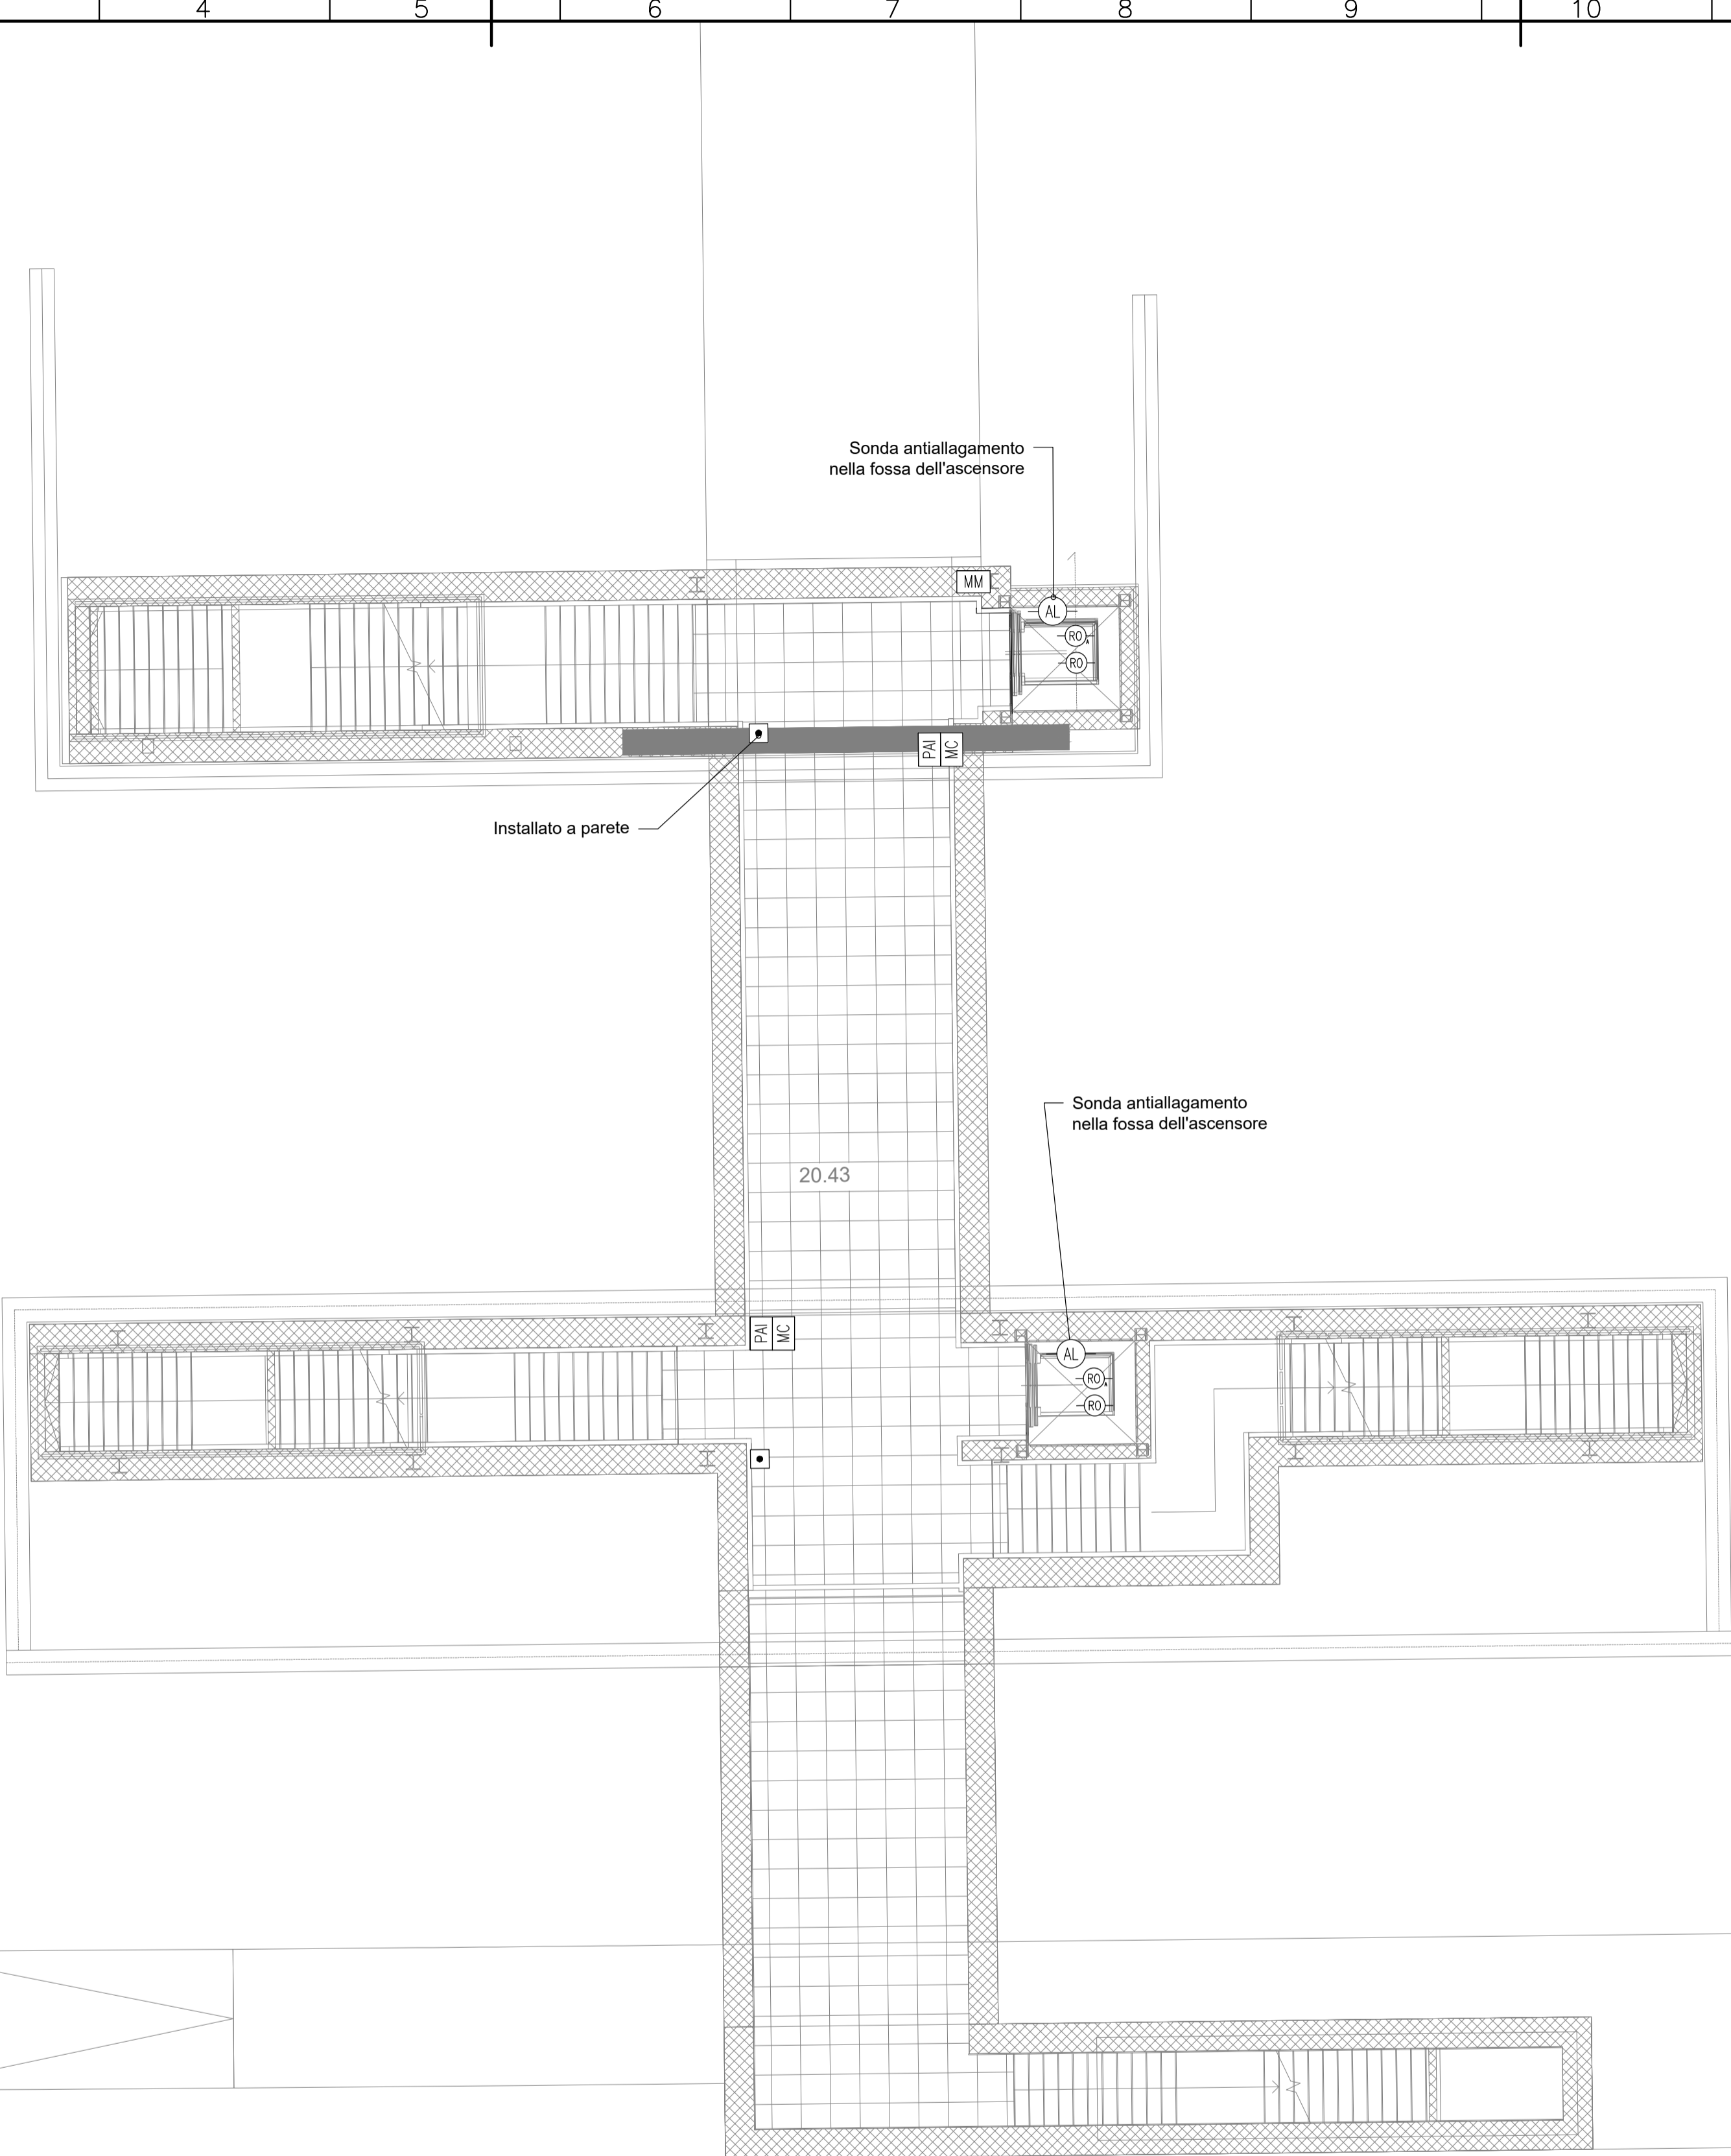 4 5 6 7 8 9 10
Sonda antiallagamento
nella fossa dell'ascensore
MM
AL
RO
A
RO
PAI MC
Installato a parete
Sonda antiallagamento
nella fossa dell'ascensore
20.43
PAI MC
AL
RO
A
RO